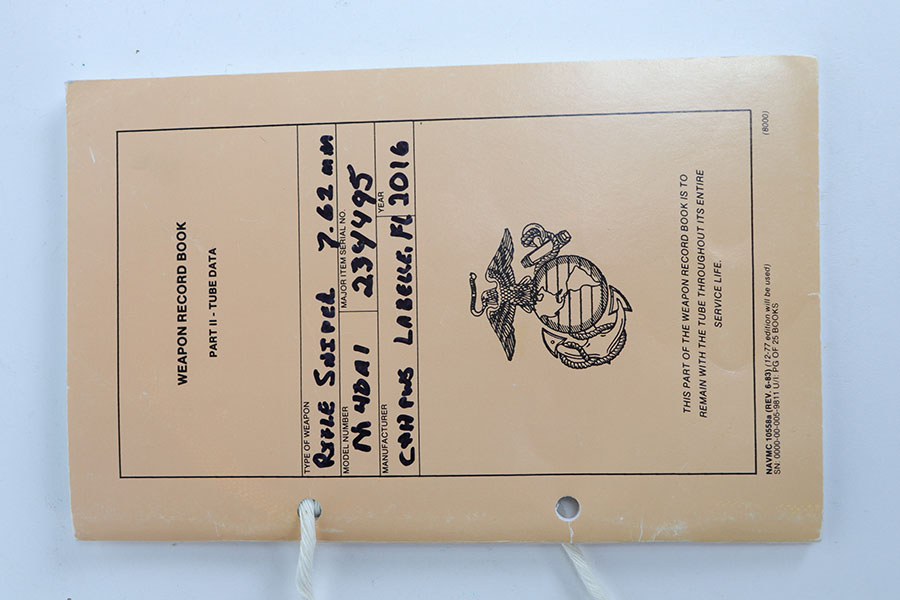 WEAPON RECORD BOOK
PART II - TUBE DATA
TYPE OF WEAPON
Rifle Sniper 7.62 mm
MODEL NUMBER
M40A1
MAJOR ITEM SERIAL NO.
234495
MANUFACTURER
LABELLE, FL
YEAR
2016
THIS PART OF THE WEAPON RECORD BOOK IS TO
REMAIN WITH THE TUBE THROUGHOUT ITS ENTIRE
SERVICE LIFE.
NAVMC 10558a (REV. 6-83) (12-77 edition will be used)
SN: 0000-00-005-9811 U/I: PG OF 25 BOOKS
(8000)